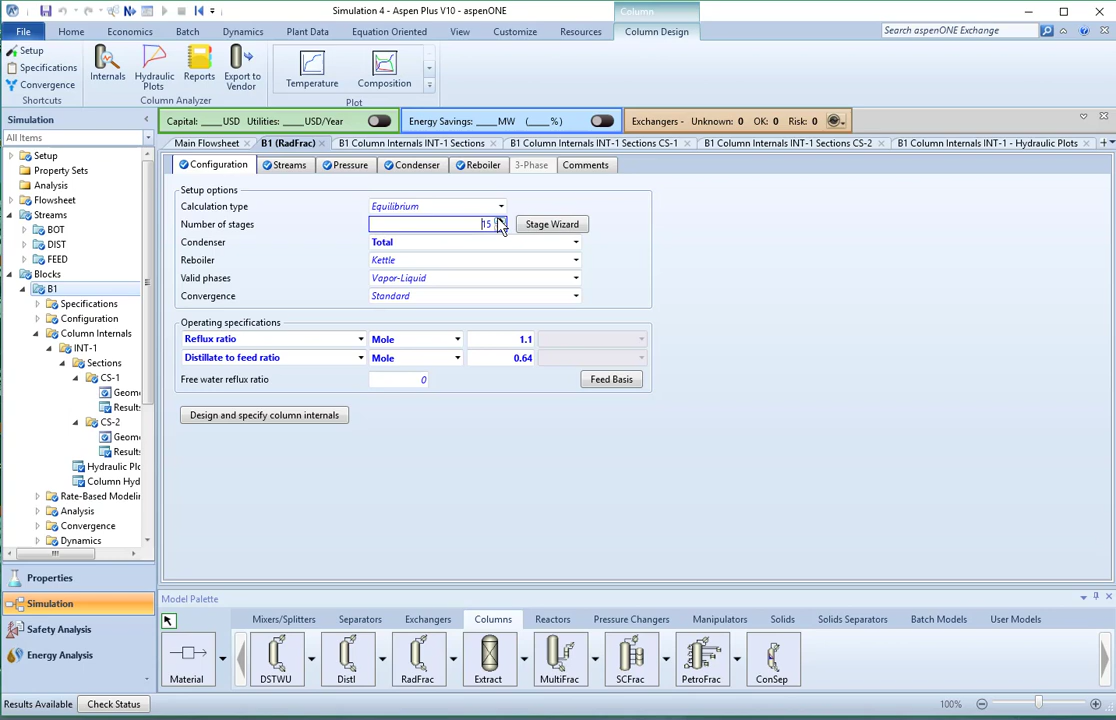 Simulation 4 - Aspen Plus V10 - aspenONE
Column
File Home Economics Batch Dynamics Plant Data Equation Oriented View Customize Resources Column Design Search aspenONE Exchange
Setup
Specifications
Convergence
Shortcuts
Internals
Hydraulic Plots
Reports
Export to Vendor
Column Analyzer
Temperature
Composition
Plot
Simulation
All Items
Setup
Property Sets
Analysis
Flowsheet
Streams
BOT
DIST
FEED
Blocks
B1
Specifications
Configuration
Column Internals
INT-1
Sections
CS-1
Geome
Results
CS-2
Geome
Results
Hydraulic Plo
Column Hyd
Rate-Based Modelin
Analysis
Convergence
Dynamics
Properties
Simulation
Safety Analysis
Energy Analysis
Capital: ____USD Utilities: ____USD/Year
Energy Savings: ____MW (____%)
Exchangers - Unknown: 0 OK: 0 Risk: 0
Main Flowsheet B1 (RadFrac) B1 Column Internals INT-1 Sections B1 Column Internals INT-1 Sections CS-1 B1 Column Internals INT-1 Sections CS-2 B1 Column Internals INT-1 - Hydraulic Plots
Configuration Streams Pressure Condenser Reboiler 3-Phase Comments
Setup options
Calculation type Equilibrium
Number of stages 15 Stage Wizard
Condenser Total
Reboiler Kettle
Valid phases Vapor-Liquid
Convergence Standard
Operating specifications
Reflux ratio Mole 1.1
Distillate to feed ratio Mole 0.64
Free water reflux ratio 0 Feed Basis
Design and specify column internals
Model Palette
Mixers/Splitters Separators Exchangers Columns Reactors Pressure Changers Manipulators Solids Solids Separators Batch Models User Models
Material DSTWU Distl RadFrac Extract MultiFrac SCFrac PetroFrac ConSep
Results Available Check Status 100%